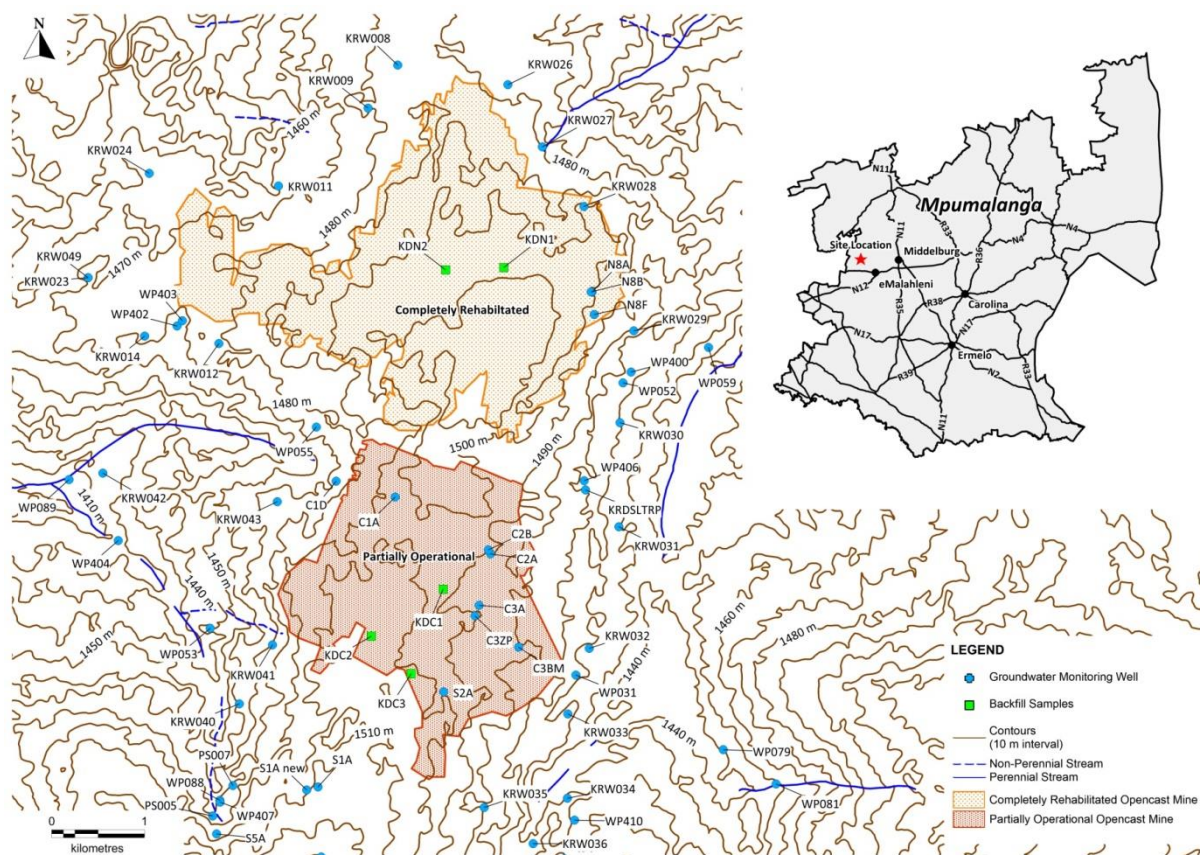 N
KRW008
KRW026
KRW009
1460 m
KRW027
KRW024
1480 m
KRW011
KRW028
1480 m
KDN1
KDN2
KRW049
1470 m
KRW023
N8A
N8B
WP403
N8F
WP402
Completely Rehabiltated
KRW029
KRW014
KRW012
WP400
WP059
WP052
1480 m
1500 m
1490 m
KRW030
WP055
WP406
KRW042
WP089
1410 m
KRW043
C1D
C1A
KRDSLTRP
C2B
KRW031
WP404
Partially Operational
C2A
1450 m
1440 m
C3A
1460 m
KDC1
1480 m
C3ZP
1450 m
WP053
KDC2
KRW032
C3BM
1440 m
KRW041
KDC3
S2A
WP031
KRW040
1510 m
KRW033
1440 m
PS007
S1A new
S1A
WP079
WP088
PS005
WP407
KRW035
KRW034
WP081
S5A
WP410
KRW036
0
1
kilometres
N11
Mpumalanga
N11
R33
R36
N4
N4
Site Location
Middelburg
eMalahleni
N12
R35
R38
Carolina
N17
N17
Ermelo
R39
N2
R33
N11
LEGEND
Groundwater Monitoring Well
Backfill Samples
Contours
(10 m interval)
Non-Perennial Stream
Perennial Stream
Completely Rehabilitated Opencast Mine
Partially Operational Opencast Mine